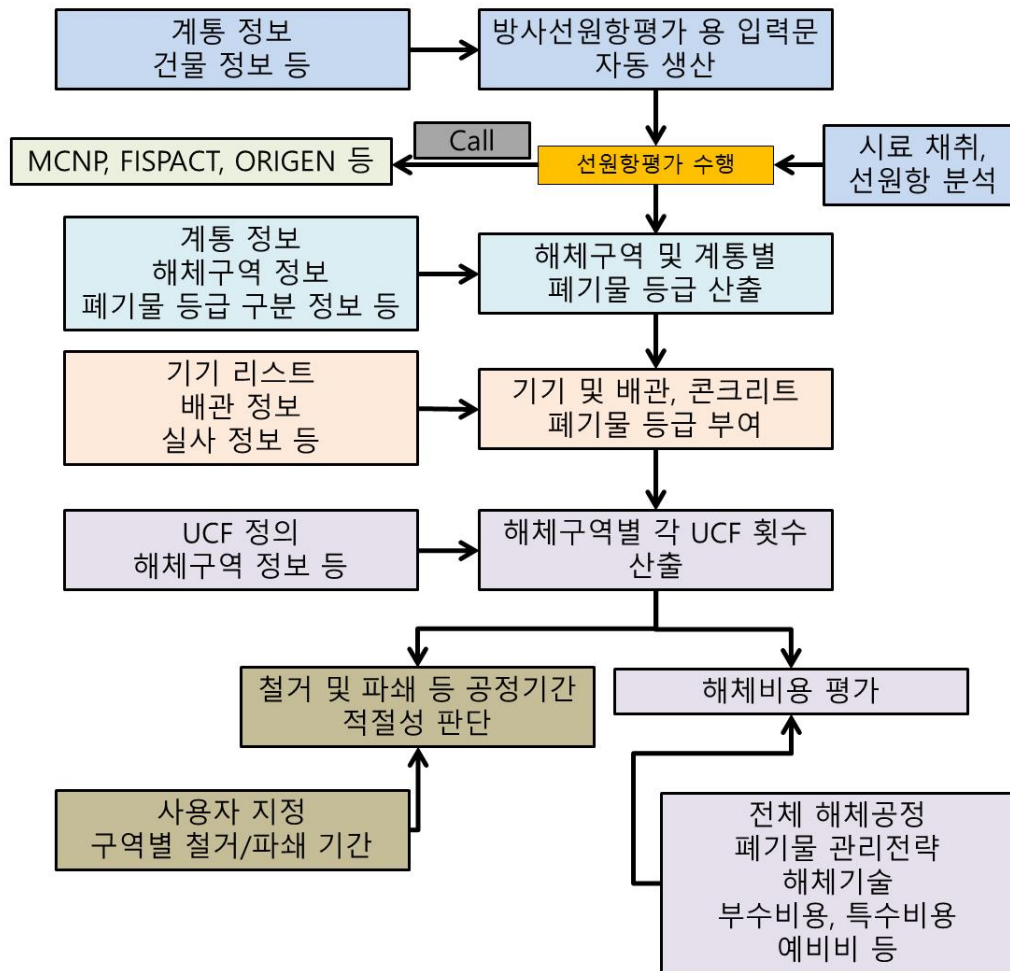 계통 정보
건물 정보 등
방사선원항평가 용 입력문
자동 생산
Call
MCNP, FISPACT, ORIGEN 등
선원항평가 수행
시료 채취,
선원항 분석
계통 정보
해체구역 정보
폐기물 등급 구분 정보 등
해체구역 및 계통별
폐기물 등급 산출
기기 리스트
배관 정보
실사 정보 등
기기 및 배관, 콘크리트
폐기물 등급 부여
UCF 정의
해체구역 정보 등
해체구역별 각 UCF 횟수
산출
철거 및 파쇄 등 공정기간
적절성 판단
해체비용 평가
사용자 지정
구역별 철거/파쇄 기간
전체 해체공정
폐기물 관리전략
해체기술
부수비용, 특수비용
예비비 등